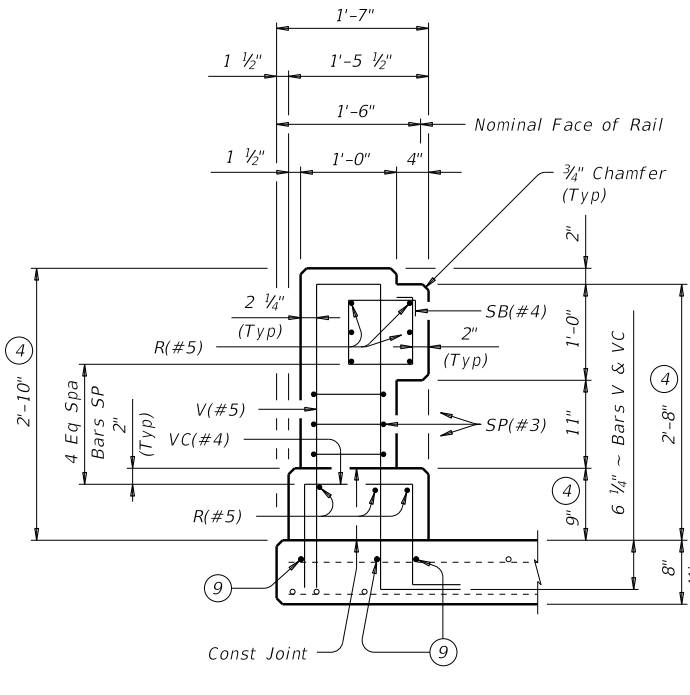 1'-7"
1 ½"
1'-5 ½"
1'-6"
Nominal Face of Rail
1 ½"
1'-0"
4"
¾" Chamfer
(Typ)
2"
2 ¼"
(Typ)
SB(#4)
2"
(Typ)
R(#5)
1'-0"
4
2'-10"
4 Eq Spa
Bars SP
2"
(Typ)
V(#5)
VC(#4)
SP(#3)
11"
6 ¼" ~ Bars V & VC
4
2'-8"
R(#5)
4
9"
8"
9
Const Joint
9